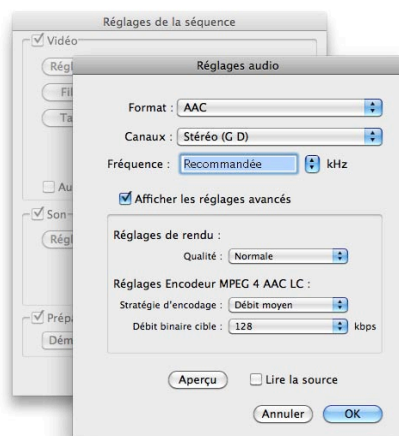 Réglages de la séquence
Vidéo
Réglages audio
Format : AAC
Canaux : Stéréo (G D)
Fréquence : Recommandée kHz
Afficher les réglages avancés
Son
Réglages de rendu :
Qualité : Normale
Réglages Encodeur MPEG 4 AAC LC :
Stratégie d'encodage : Débit moyen
Débit binaire cible : 128 kbps
Aperçu
Lire la source
Annuler
OK